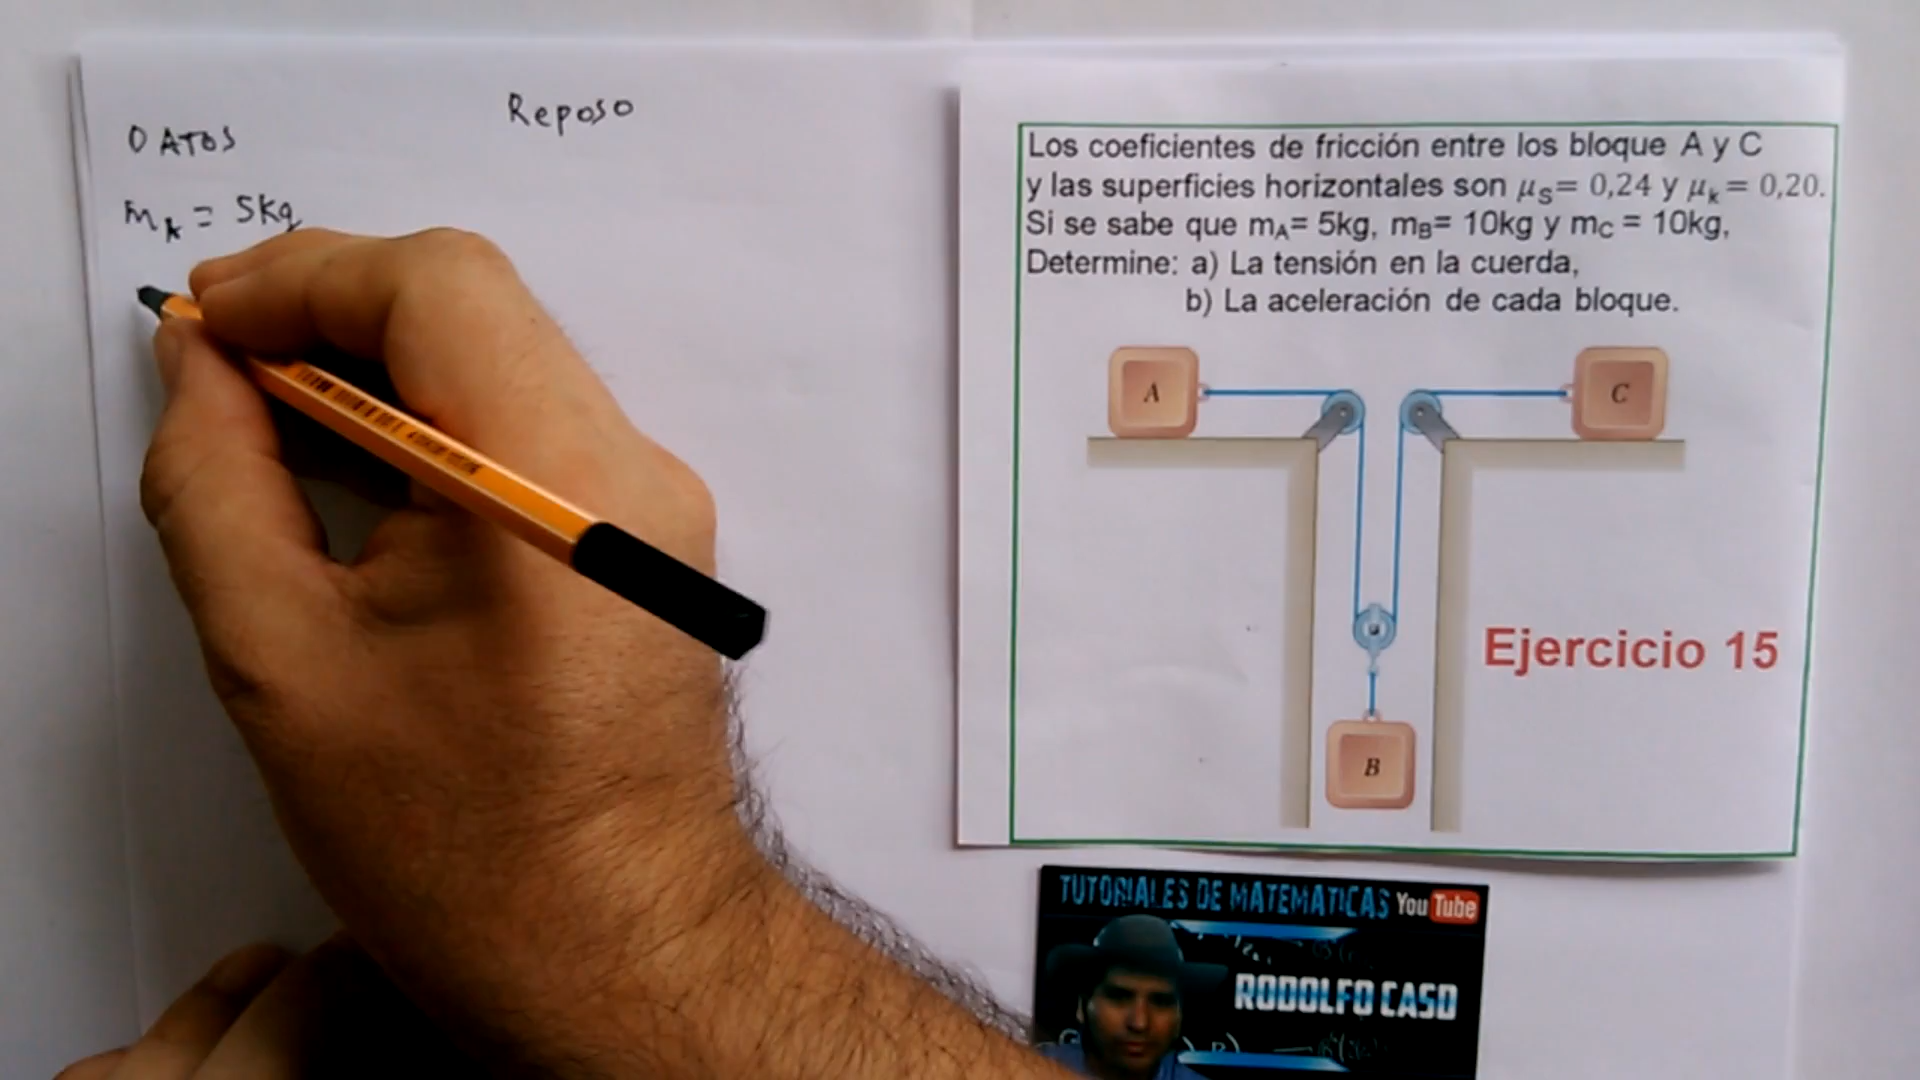 DATOS
Reposo
mA = 5Kg
Los coeficientes de fricción entre los bloque A y C
y las superficies horizontales son μS= 0,24 y μk= 0,20.
Si se sabe que mA= 5kg, mB= 10kg y mC = 10kg,
Determine: a) La tensión en la cuerda,
b) La aceleración de cada bloque.
A
C
Ejercicio 15
B
TUTORIALES DE MATEMATICAS YouTube
RODOLFO CASO